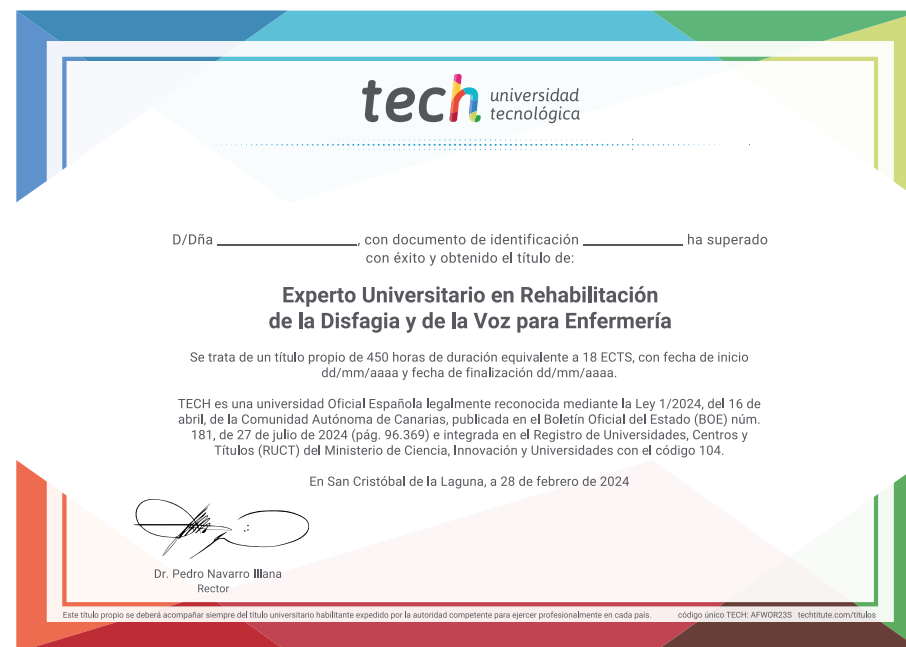 tech universidad
tecnológica
D/Dña ____________________, con documento de identificación ______________ ha superado
con éxito y obtenido el título de:
Experto Universitario en Rehabilitación
de la Disfagia y de la Voz para Enfermería
Se trata de un título propio de 450 horas de duración equivalente a 18 ECTS, con fecha de inicio
dd/mm/aaaa y fecha de finalización dd/mm/aaaa.
TECH es una universidad Oficial Española legalmente reconocida mediante la Ley 1/2024, del 16 de
abril, de la Comunidad Autónoma de Canarias, publicada en el Boletín Oficial del Estado (BOE) núm.
181, de 27 de julio de 2024 (pág. 96.369) e integrada en el Registro de Universidades, Centros y
Títulos (RUCT) del Ministerio de Ciencia, Innovación y Universidades con el código 104.
En San Cristóbal de la Laguna, a 28 de febrero de 2024
Dr. Pedro Navarro Illana
Rector
Este título propio se deberá acompañar siempre del título universitario habilitante expedido por la autoridad competente para ejercer profesionalmente en cada país. código único TECH: AFWOR23S techtitute.com/titulos